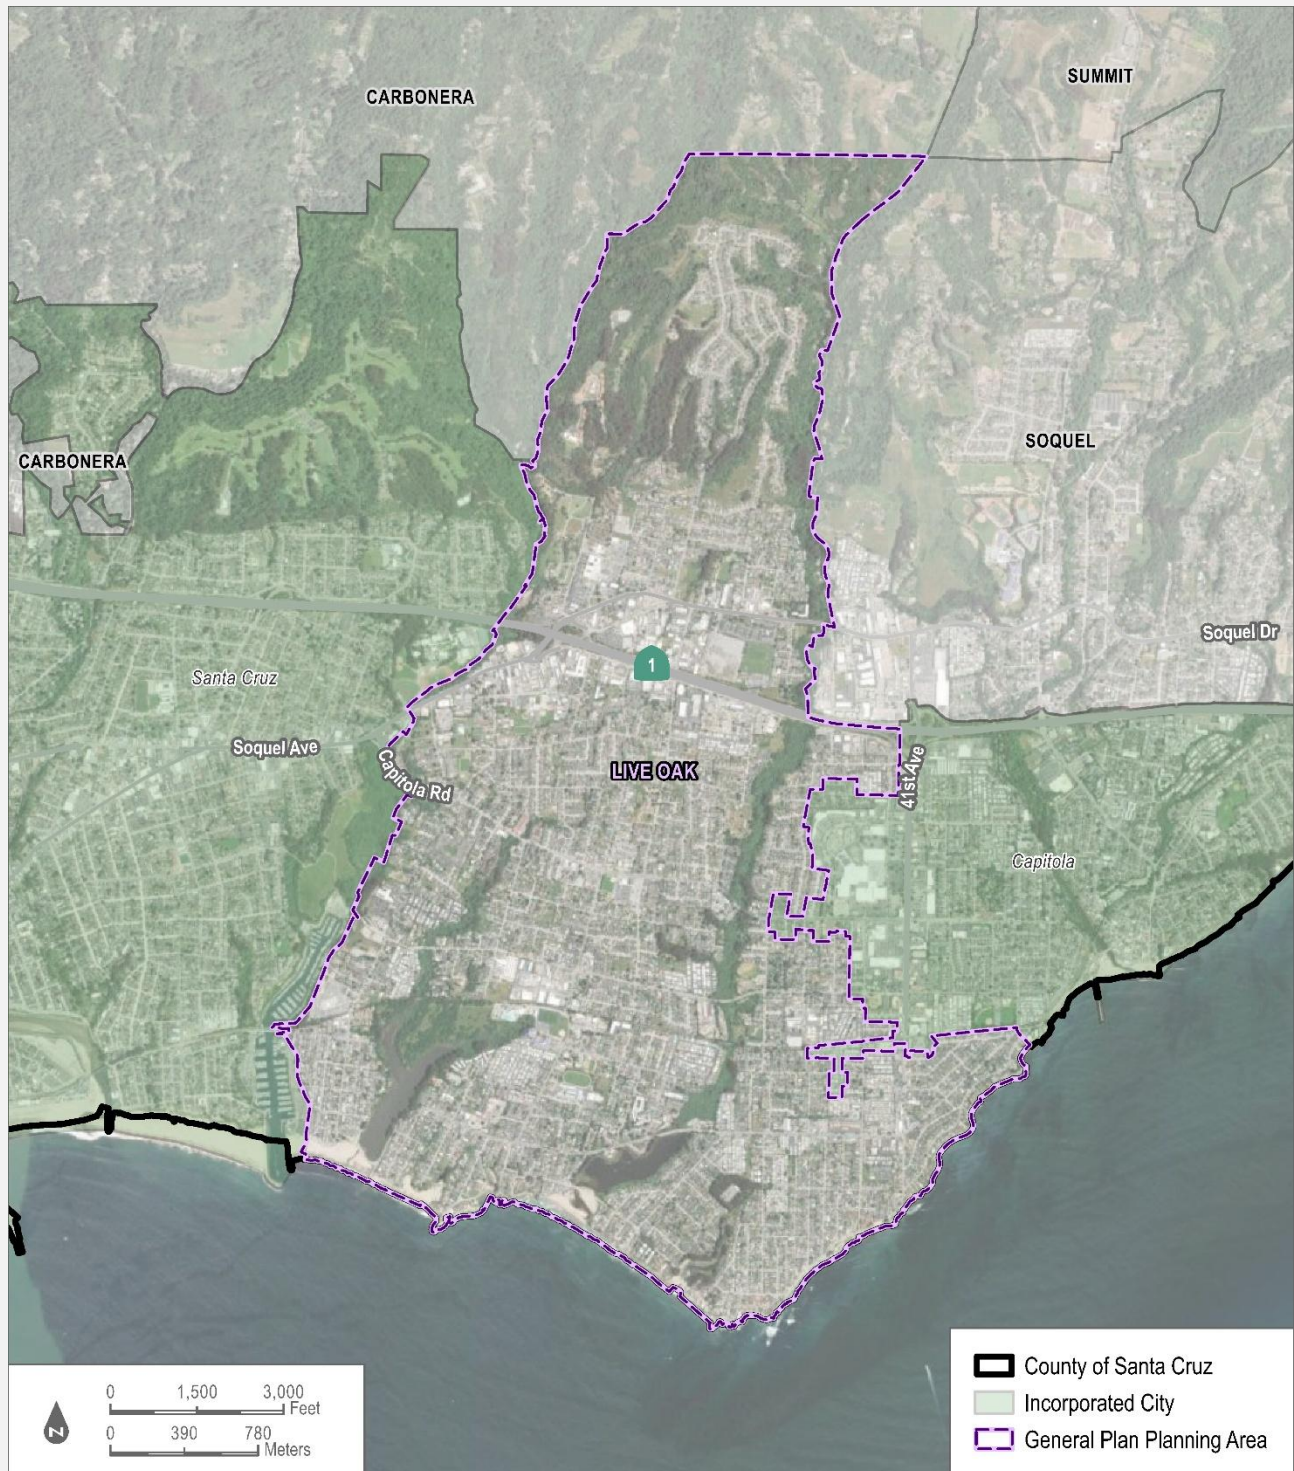 SUMMIT
CARBONERA
SOQUEL
CARBONERA
Soquel Dr
1
Santa Cruz
Soquel Ave
LIVE OAK
Capitola Rd
41st Ave
Capitola
County of Santa Cruz
Incorporated City
General Plan Planning Area
0 1,500 3,000
Feet
0 390 780
Meters
N